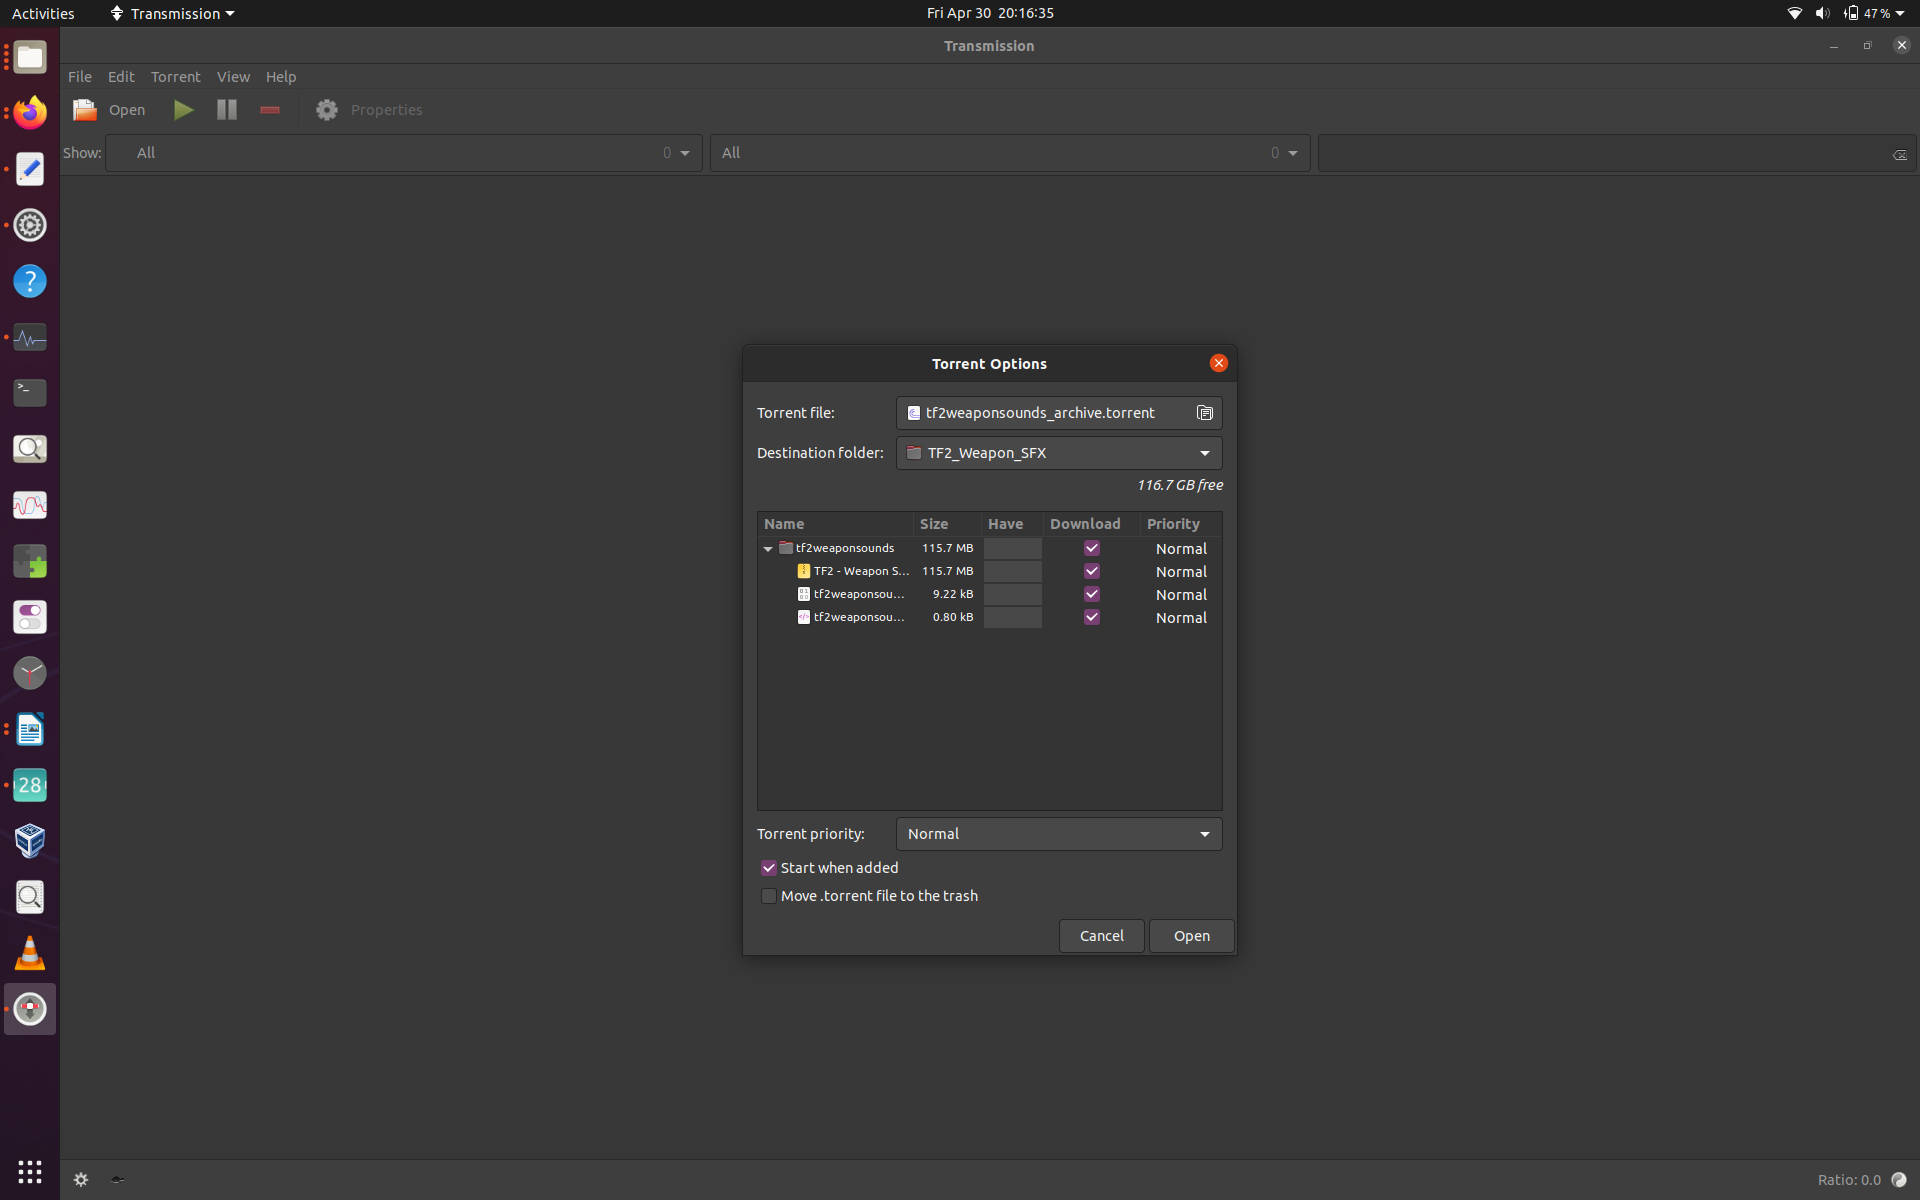 Activities Transmission Fri Apr 30 20:16:35 47 %
Transmission
File Edit Torrent View Help
Open Properties
Show: All 0 All 0
Torrent Options
Torrent file: tf2weaponsounds_archive.torrent
Destination folder: TF2_Weapon_SFX
116.7 GB free
Name Size Have Download Priority
tf2weaponsounds 115.7 MB Normal
TF2 - Weapon S... 115.7 MB Normal
tf2weaponsou... 9.22 kB Normal
tf2weaponsou... 0.80 kB Normal
28
Torrent priority: Normal
Start when added
Move .torrent file to the trash
Cancel Open
Ratio: 0.0